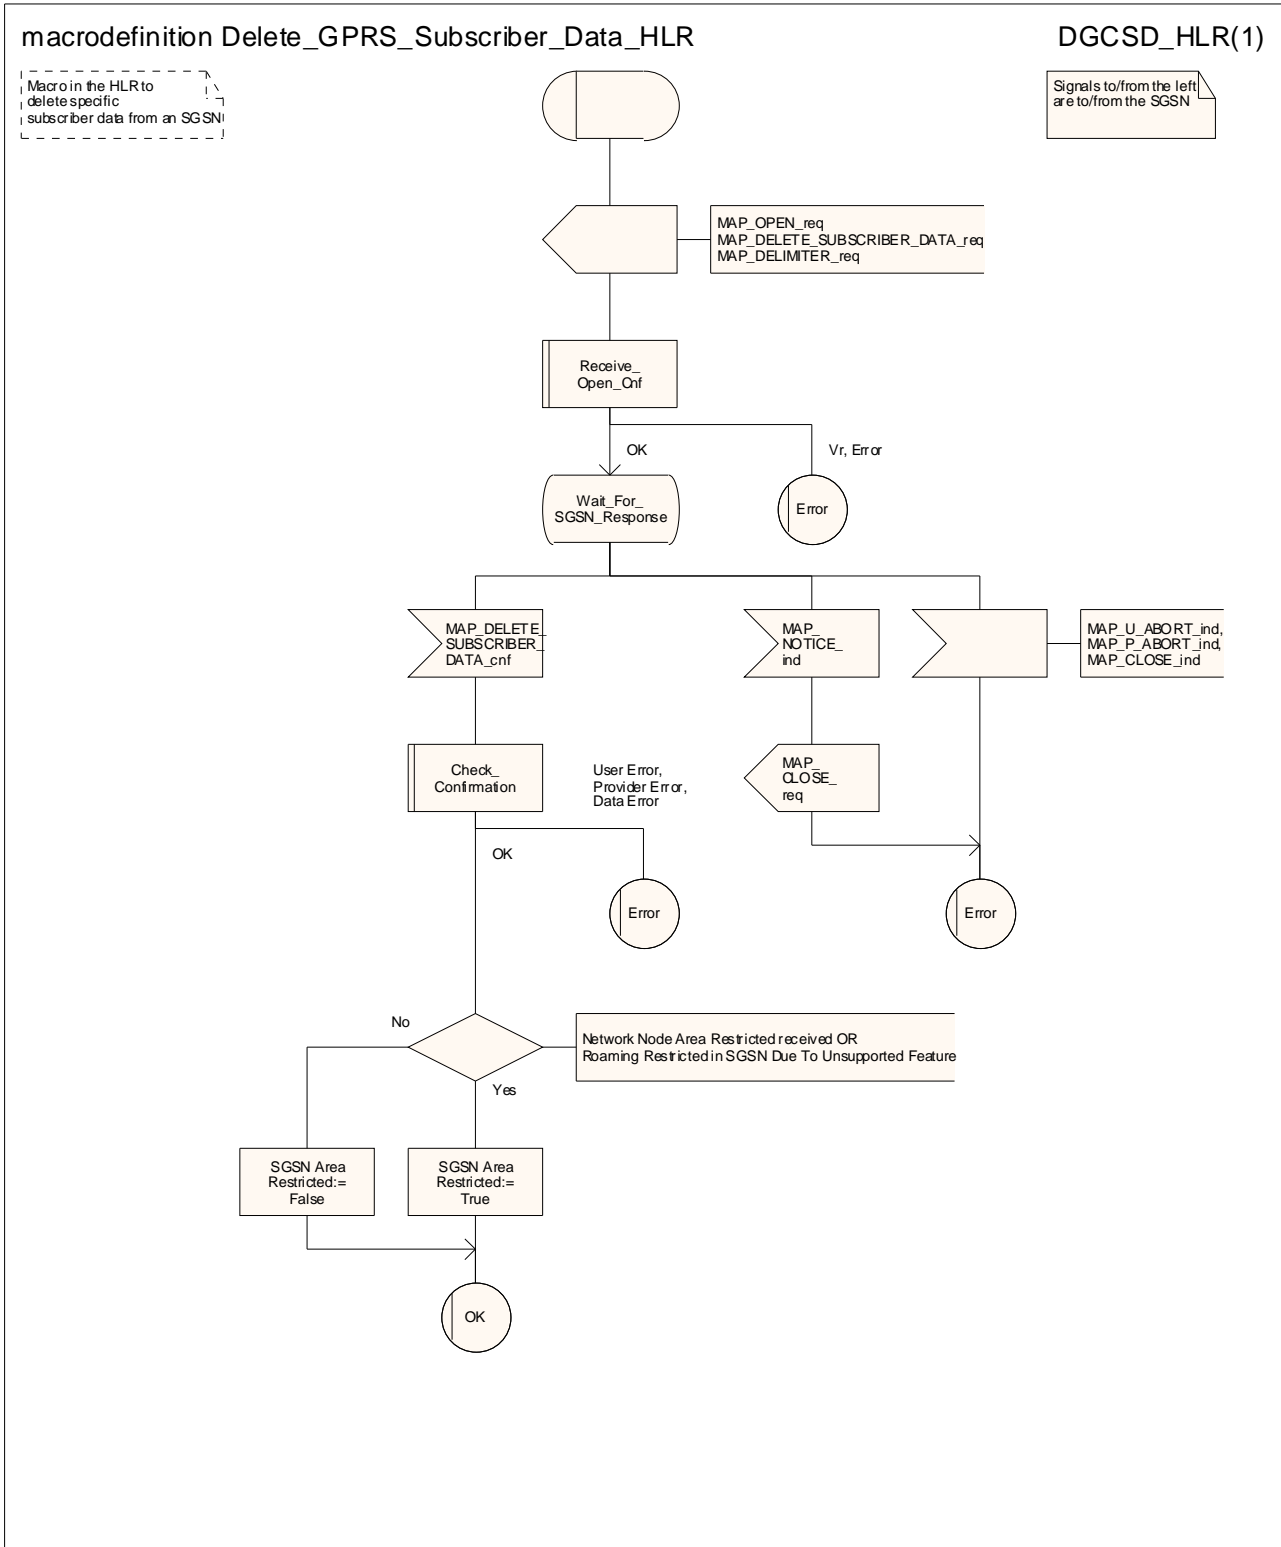 macrodefinition Delete_GPRS_Subscriber_Data_HLR
DGCSD_HLR(1)
Macro in the HLR to
delete specific
subscriber data from an SGSN
Signals to/from the left
are to/from the SGSN
MAP_OPEN_req
MAP_DELETE_SUBSCRIBER_DATA_req
MAP_DELIMITER_req
Receive_
Open_Cnf
OK
Vr, Error
Wait_For_
SGSN_Response
Error
MAP_DELETE_
SUBSCRIBER_
DATA_cnf
MAP_
NOTICE_
ind
MAP_U_ABORT_ind,
MAP_P_ABORT_ind,
MAP_CLOSE_ind
Check_
Confirmation
User Error,
Provider Error,
Data Error
MAP_
CLOSE_
req
OK
Error
Error
No
Network Node Area Restricted received OR
Roaming Restricted in SGSN Due To Unsupported Feature
Yes
SGSN Area
Restricted:=
False
SGSN Area
Restricted:=
True
OK